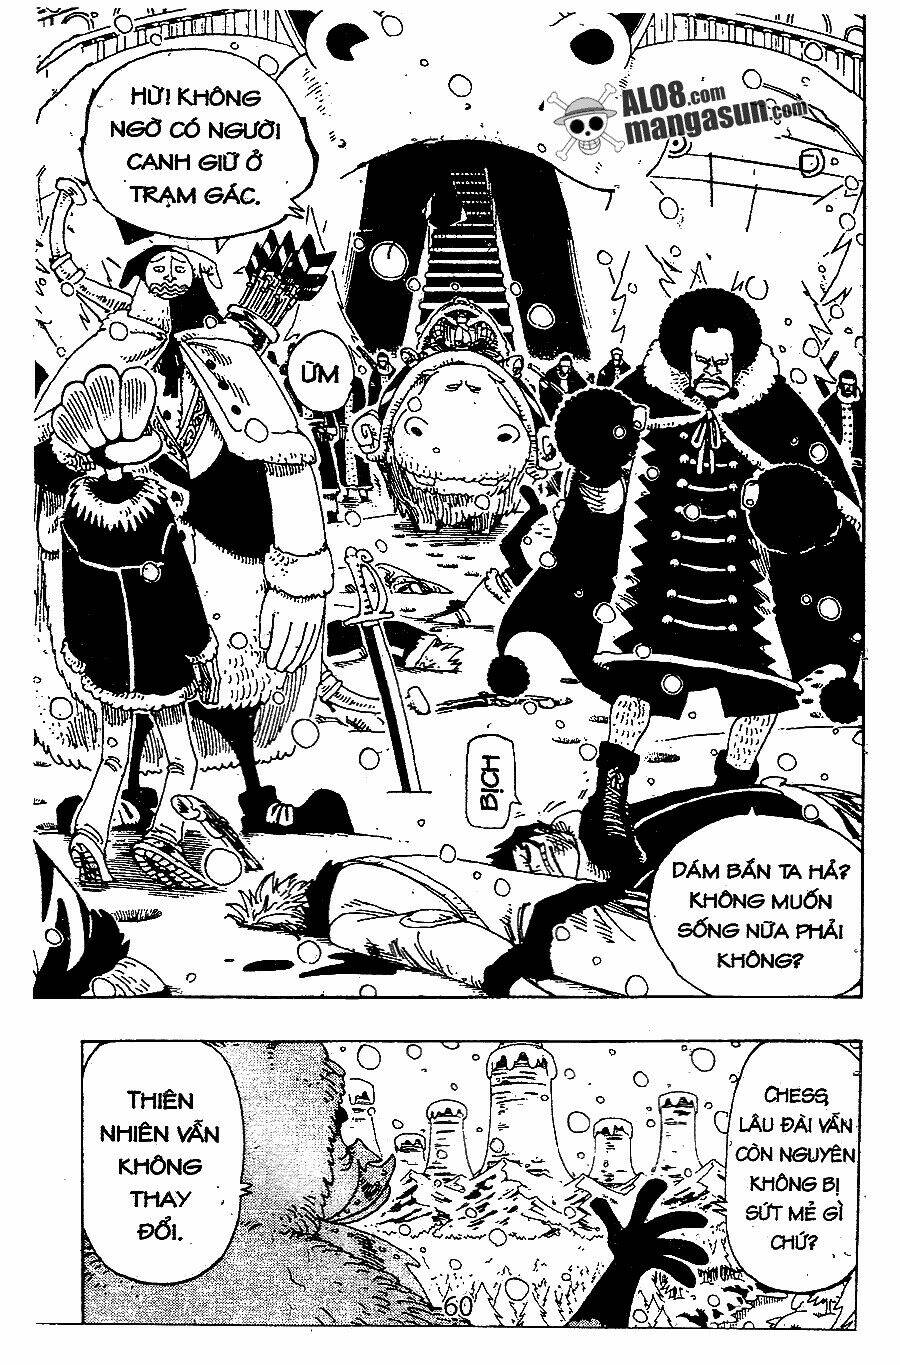 HỪ! KHÔNG
NGỜ CÓ NGƯỜI
CANH GIỮ Ở
TRẠM GÁC.
ALO8.com
mangasun.com
ỪM
BỊCH
DÁM BẮN TA HẢ?
KHÔNG MUỐN
SỐNG NỮA PHẢI
KHÔNG?
CHESS,
LÂU ĐÀI VẪN
CÒN NGUYÊN
KHÔNG BỊ
SỨT MẺ GÌ
CHỨ?
THIÊN
NHIÊN VẪN
KHÔNG
THAY
ĐỔI.
60